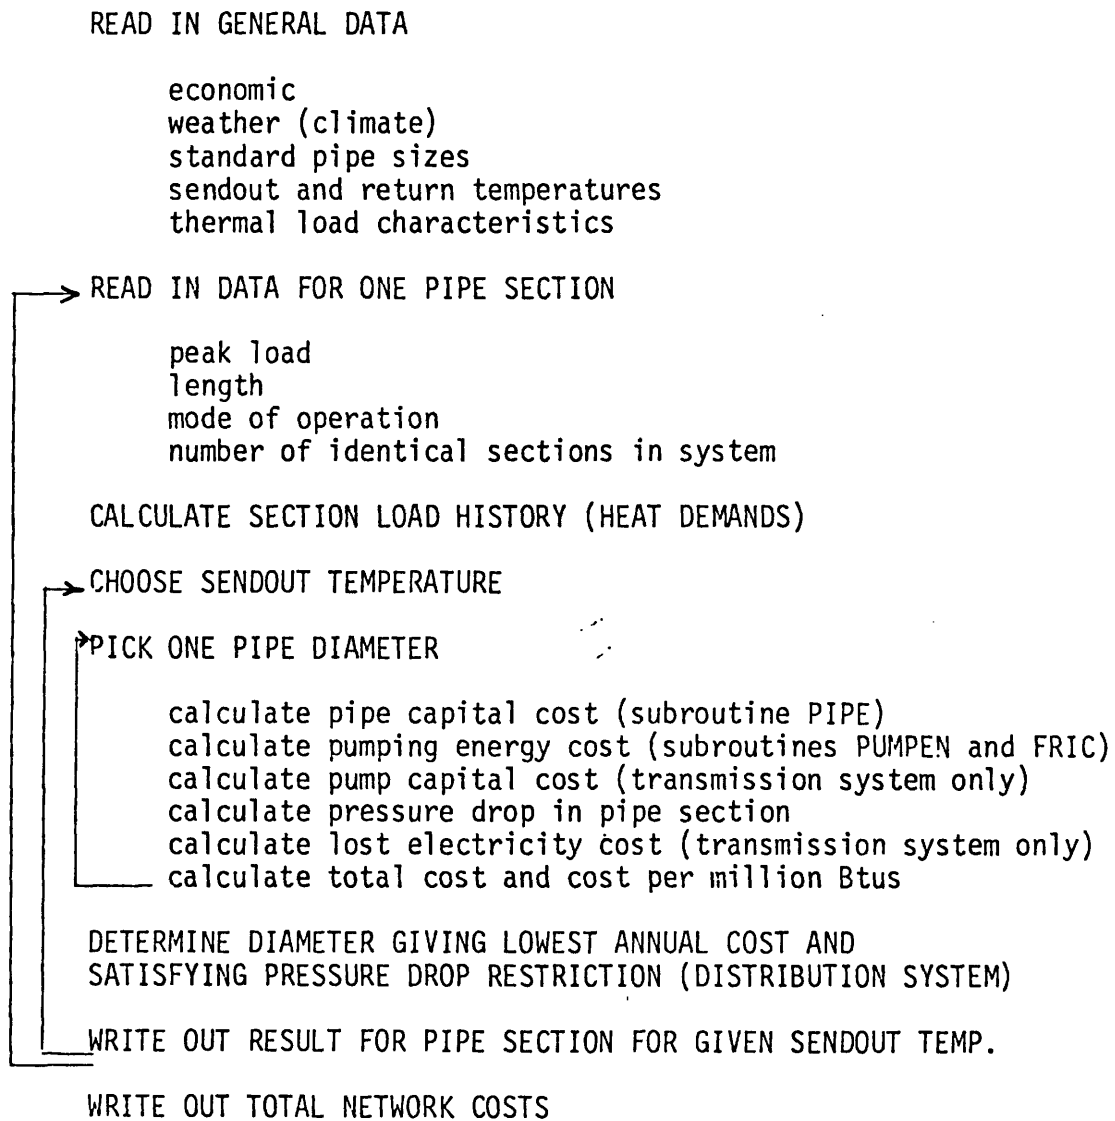 READ IN GENERAL DATA
economic
weather (climate)
standard pipe sizes
sendout and return temperatures
thermal load characteristics
READ IN DATA FOR ONE PIPE SECTION
peak load
length
mode of operation
number of identical sections in system
CALCULATE SECTION LOAD HISTORY (HEAT DEMANDS)
CHOOSE SENDOUT TEMPERATURE
PICK ONE PIPE DIAMETER
calculate pipe capital cost (subroutine PIPE)
calculate pumping energy cost (subroutines PUMPEN and FRIC)
calculate pump capital cost (transmission system only)
calculate pressure drop in pipe section
calculate lost electricity cost (transmission system only)
calculate total cost and cost per million Btus
DETERMINE DIAMETER GIVING LOWEST ANNUAL COST AND
SATISFYING PRESSURE DROP RESTRICTION (DISTRIBUTION SYSTEM)
WRITE OUT RESULT FOR PIPE SECTION FOR GIVEN SENDOUT TEMP.
WRITE OUT TOTAL NETWORK COSTS